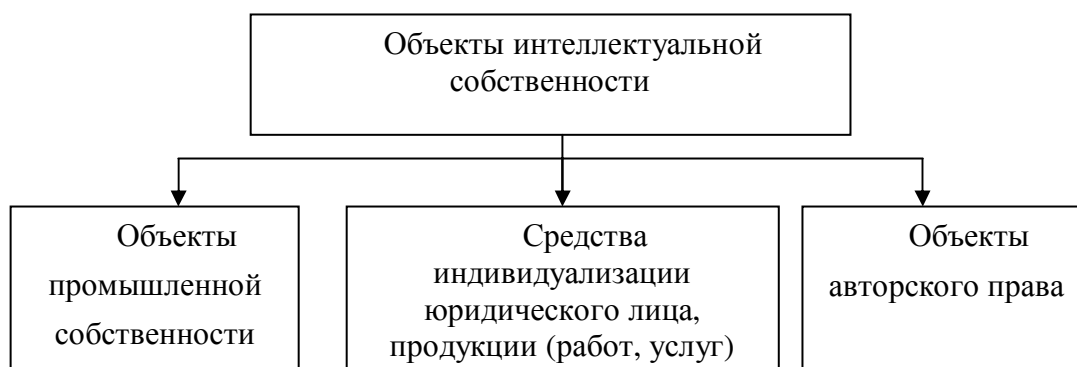 Объекты интеллектуальной
собственности
Объекты
промышленной
собственности
Средства
индивидуализации
юридического лица,
продукции (работ, услуг)
Объекты
авторского права